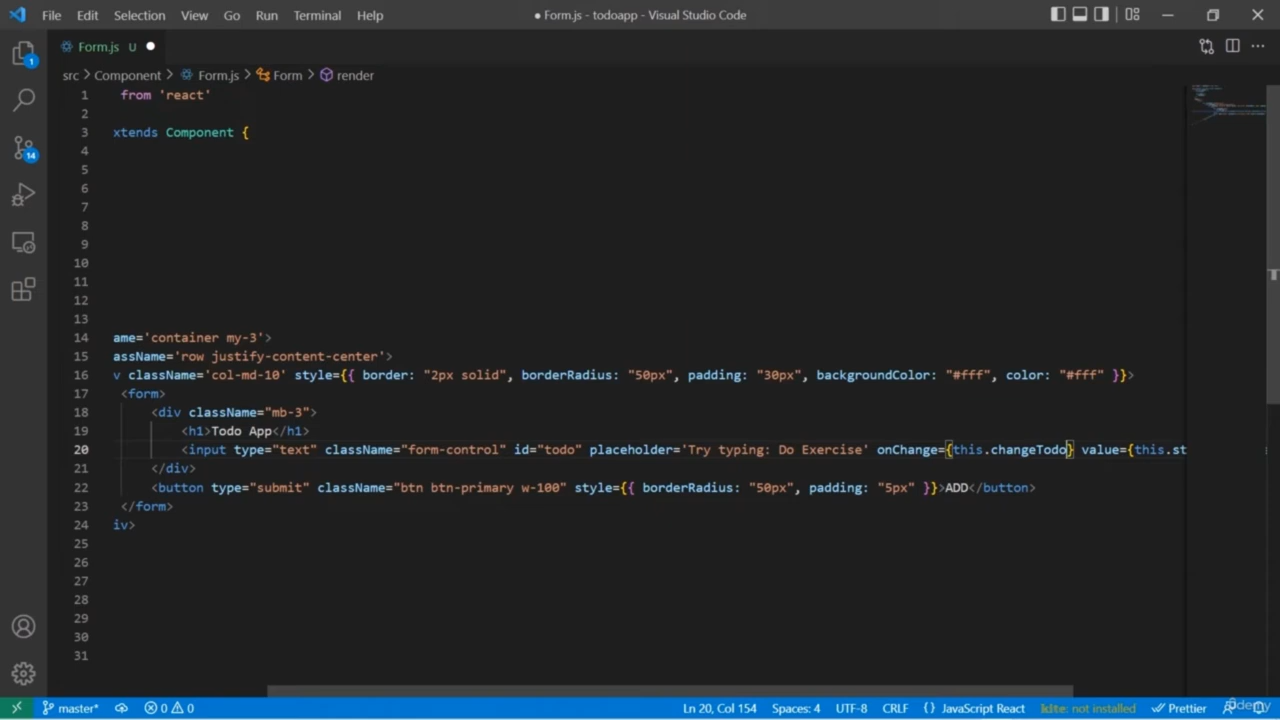 File Edit Selection View Go Run Terminal Help ● Form.js - todoapp - Visual Studio Code
Form.js U
src > Component > Form.js > Form > render
1 from 'react'
2
3 xtends Component {
4
5
6
7
8
9
10
11
12
13
14 ame='container my-3'>
15 assName='row justify-content-center'>
16 v className='col-md-10' style={{ border: "2px solid", borderRadius: "50px", padding: "30px", backgroundColor: "#fff", color: "#fff" }}>
17 <form>
18 <div className="mb-3">
19 <h1>Todo App</h1>
20 <input type="text" className="form-control" id="todo" placeholder='Try typing: Do Exercise' onChange={this.changeTodo} value={this.st
21 </div>
22 <button type="submit" className="btn btn-primary w-100" style={{ borderRadius: "50px", padding: "5px" }}>ADD</button>
23 </form>
24 iv>
25
26
27
28
29
30
31
1
14
master* 0 0 Ln 20, Col 154 Spaces: 4 UTF-8 CRLF {} JavaScript React kite: not installed Prettier
Udemy